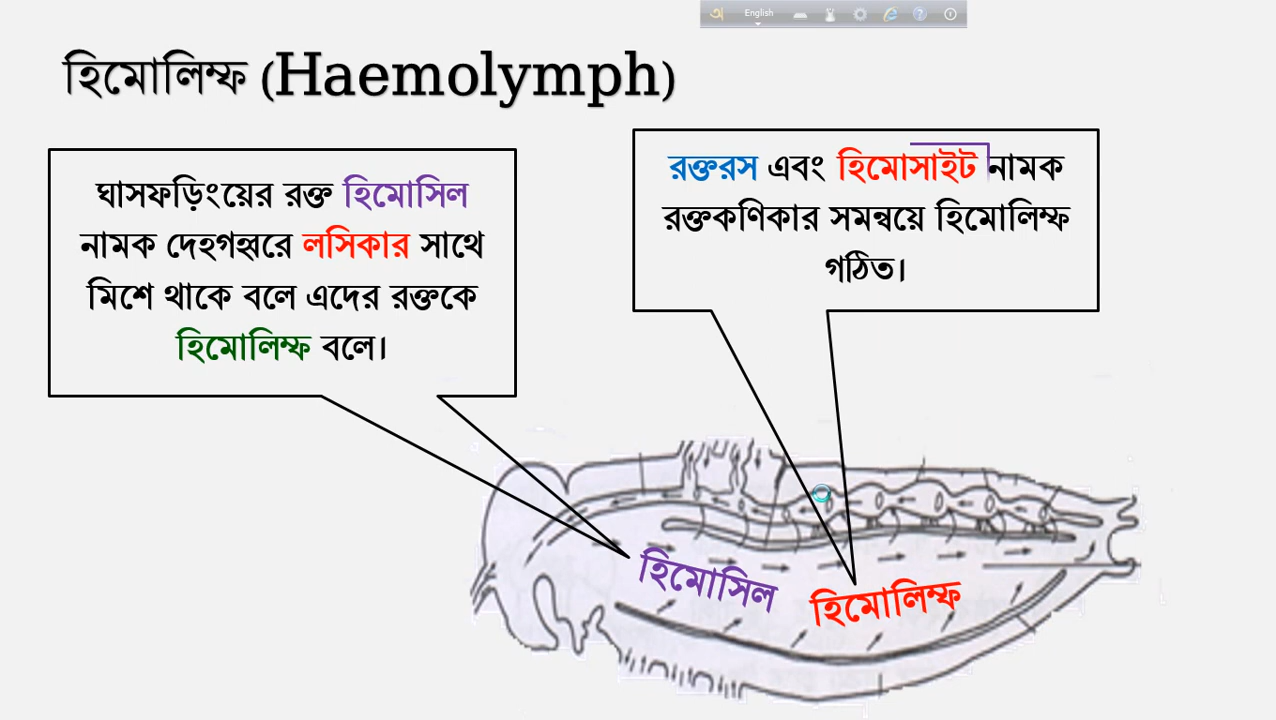 অ English
হিমোলিম্ফ (Haemolymph)
ঘাসফড়িংয়ের রক্ত হিমোসিল
নামক দেহগহ্বরে লসিকার সাথে
মিশে থাকে বলে এদের রক্তকে
হিমোলিম্ফ বলে।
রক্তরস এবং হিমোসাইট নামক
রক্তকণিকার সমন্বয়ে হিমোলিম্ফ
গঠিত।
হিমোসিল
হিমোলিম্ফ